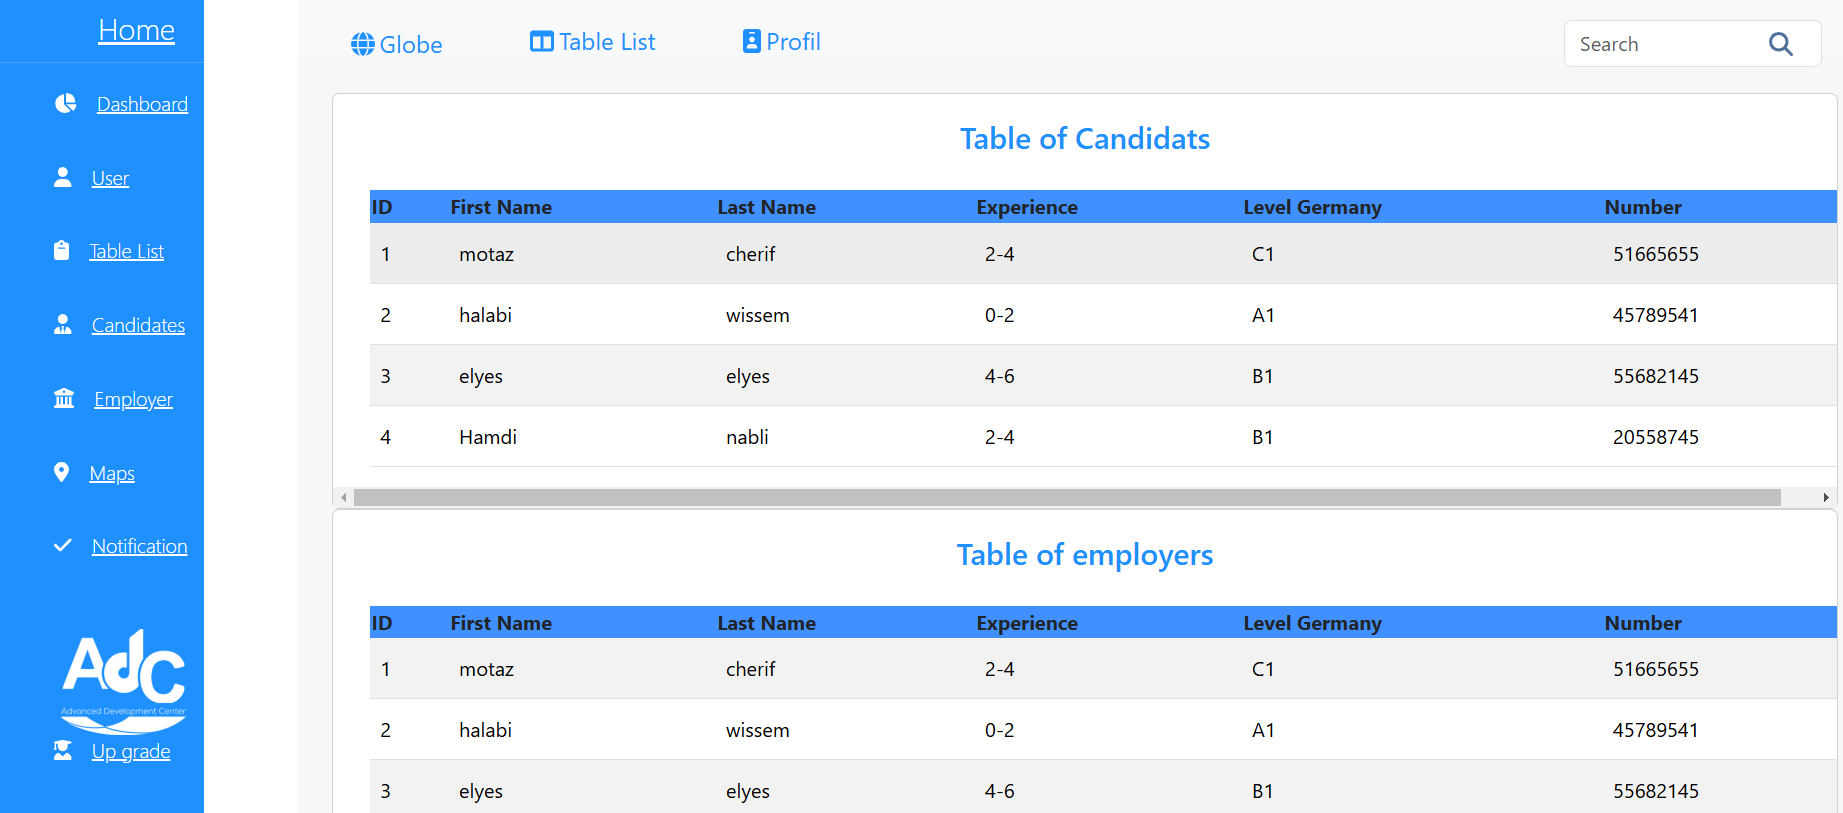 Home
Dashboard
User
Table List
Candidates
Employer
Maps
Notification
Adc
Advanced Development Center
Up grade
Globe
Table List
Profil
Search
Table of Candidats
ID First Name Last Name Experience Level Germany Number
1 motaz cherif 2-4 C1 51665655
2 halabi wissem 0-2 A1 45789541
3 elyes elyes 4-6 B1 55682145
4 Hamdi nabli 2-4 B1 20558745
Table of employers
ID First Name Last Name Experience Level Germany Number
1 motaz cherif 2-4 C1 51665655
2 halabi wissem 0-2 A1 45789541
3 elyes elyes 4-6 B1 55682145